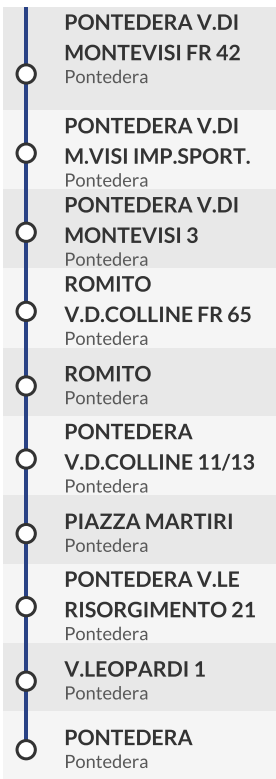 PONTEDERA V.DI
MONTEVISI FR 42
Pontedera
PONTEDERA V.DI
M.VISI IMP.SPORT.
Pontedera
PONTEDERA V.DI
MONTEVISI 3
Pontedera
ROMITO
V.D.COLLINE FR 65
Pontedera
ROMITO
Pontedera
PONTEDERA
V.D.COLLINE 11/13
Pontedera
PIAZZA MARTIRI
Pontedera
PONTEDERA V.LE
RISORGIMENTO 21
Pontedera
V.LEOPARDI 1
Pontedera
PONTEDERA
Pontedera